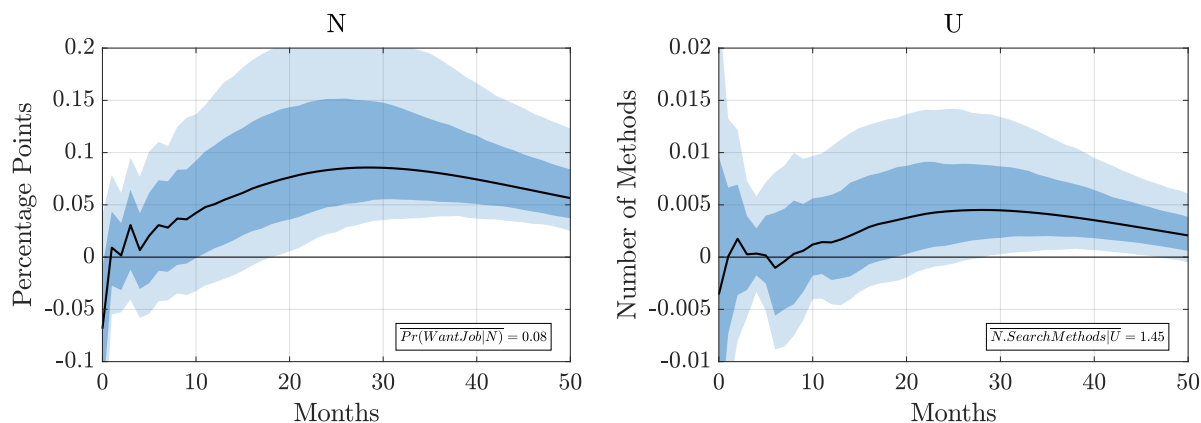 N
Percentage Points
0.2
0.15
0.1
0.05
0
-0.05
-0.1
0 10 20 30 40 50
Months
Pr(WantJob|N) = 0.08
U
Number of Methods
0.02
0.015
0.01
0.005
0
-0.005
-0.01
0 10 20 30 40 50
Months
N.SearchMethods|U = 1.45